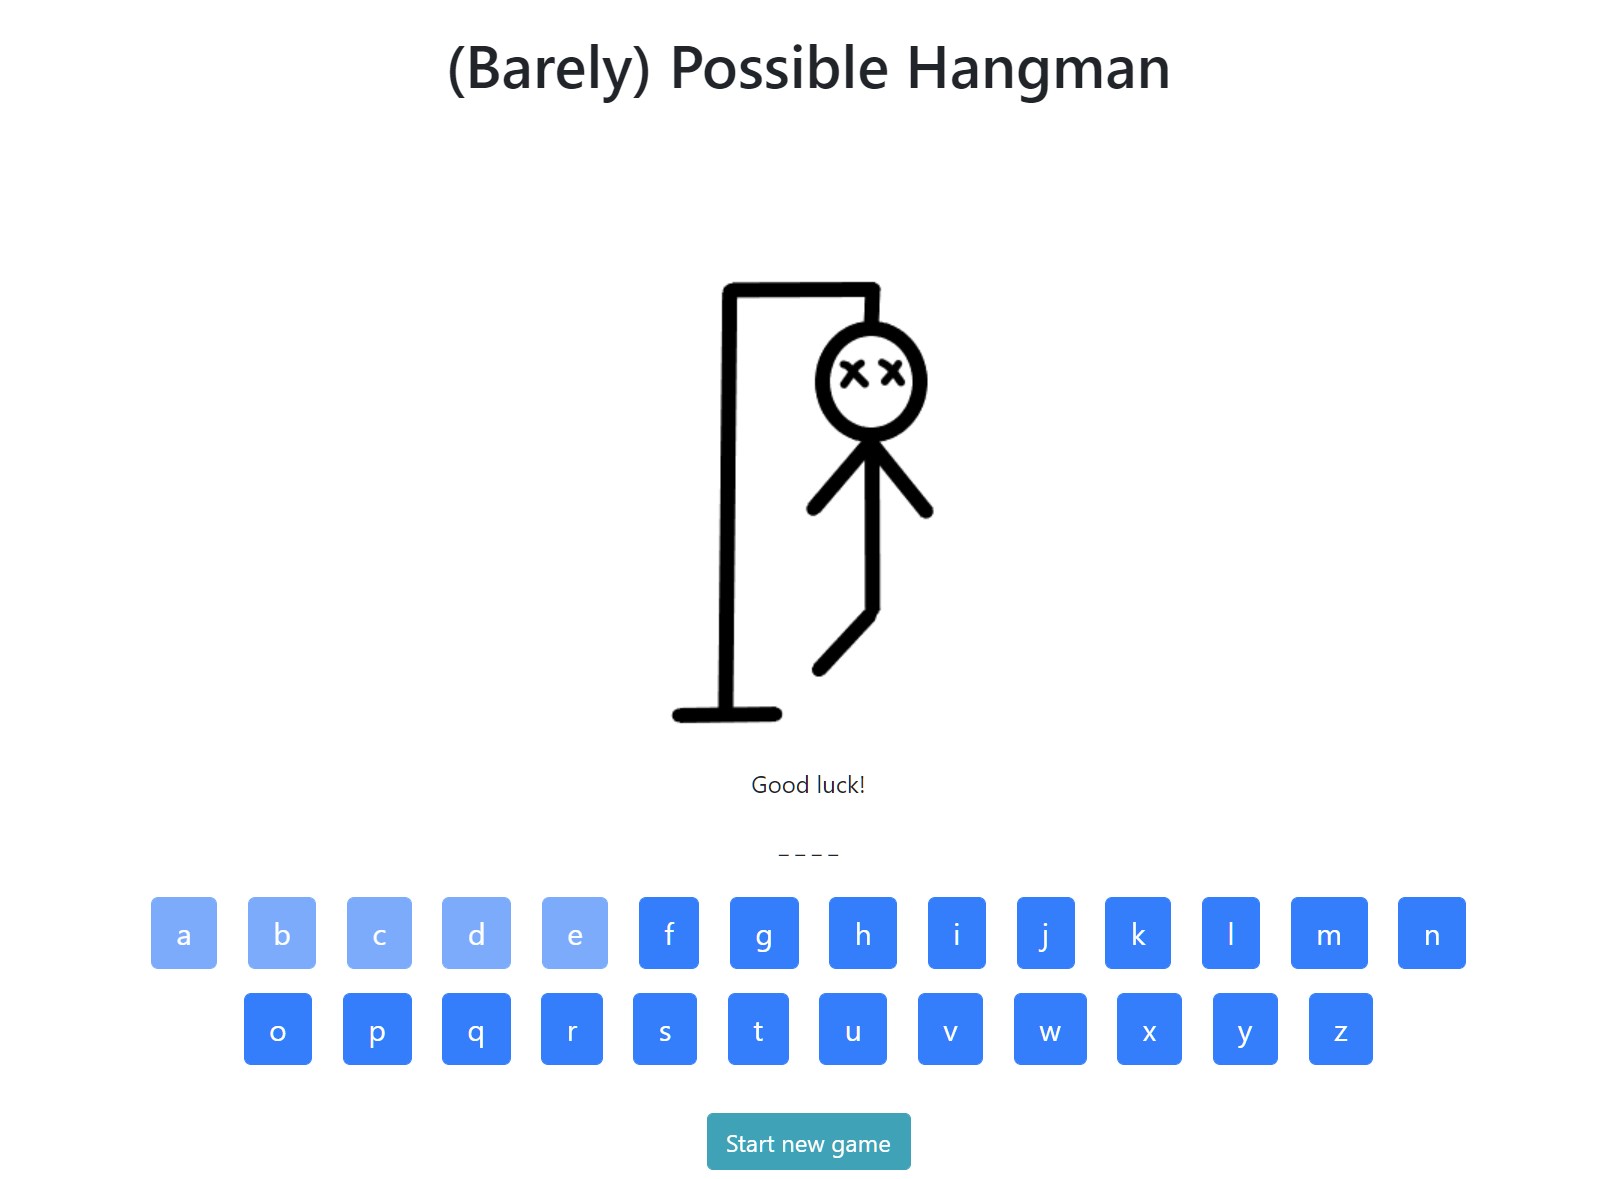 (Barely) Possible Hangman
Good luck!
_ _ _ _
a b c d e f g h i j k l m n
o p q r s t u v w x y z
Start new game